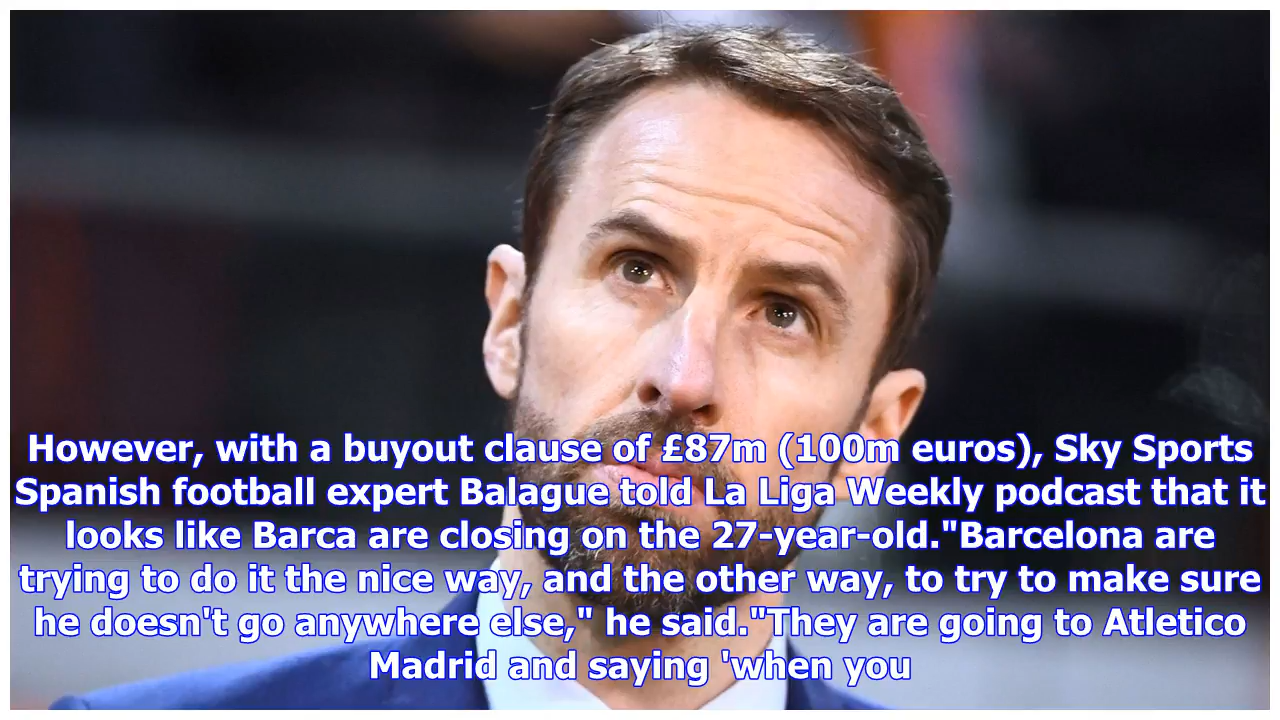 However, with a buyout clause of £87m (100m euros), Sky Sports
Spanish football expert Balague told La Liga Weekly podcast that it
looks like Barca are closing on the 27-year-old."Barcelona are
trying to do it the nice way, and the other way, to try to make sure
he doesn't go anywhere else," he said."They are going to Atletico
Madrid and saying 'when you